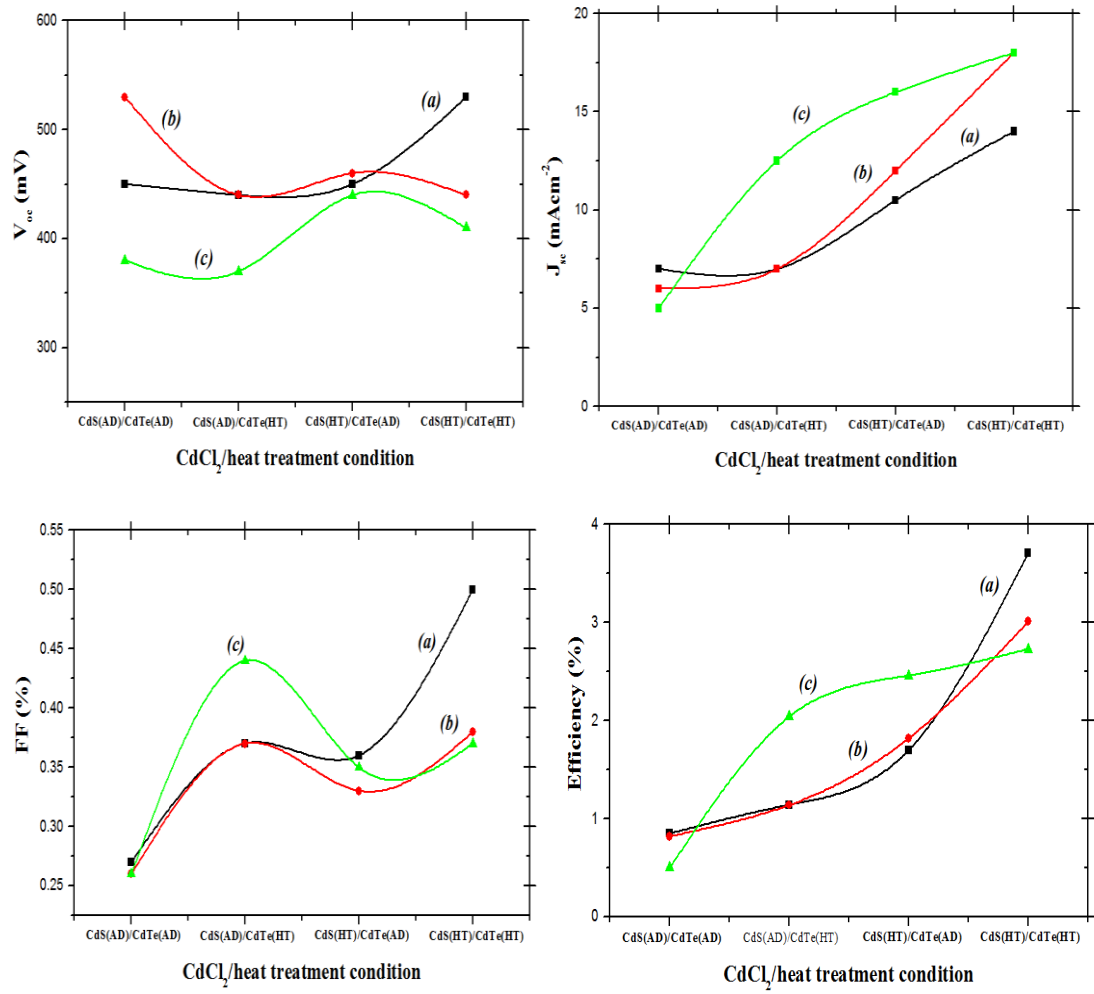 600
500
400
300
V_oc (mV)
(a)
(b)
(c)
CdS(AD)/CdTe(AD) CdS(AD)/CdTe(HT) CdS(HT)/CdTe(AD) CdS(HT)/CdTe(HT)
CdCl₂/heat treatment condition
20
15
10
5
0
J_sc (mAcm⁻²)
(c)
(a)
(b)
CdS(AD)/CdTe(AD) CdS(AD)/CdTe(HT) CdS(HT)/CdTe(AD) CdS(HT)/CdTe(HT)
CdCl₂/heat treatment condition
0.55
0.50
0.45
0.40
0.35
0.30
0.25
FF (%)
(c)
(a)
(b)
CdS(AD)/CdTe(AD) CdS(AD)/CdTe(HT) CdS(HT)/CdTe(AD) CdS(HT)/CdTe(HT)
CdCl₂/heat treatment condition
4
3
2
1
0
Efficiency (%)
(a)
(c)
(b)
CdS(AD)/CdTe(AD) CdS(AD)/CdTe(HT) CdS(HT)/CdTe(AD) CdS(HT)/CdTe(HT)
CdCl₂/heat treatment condition